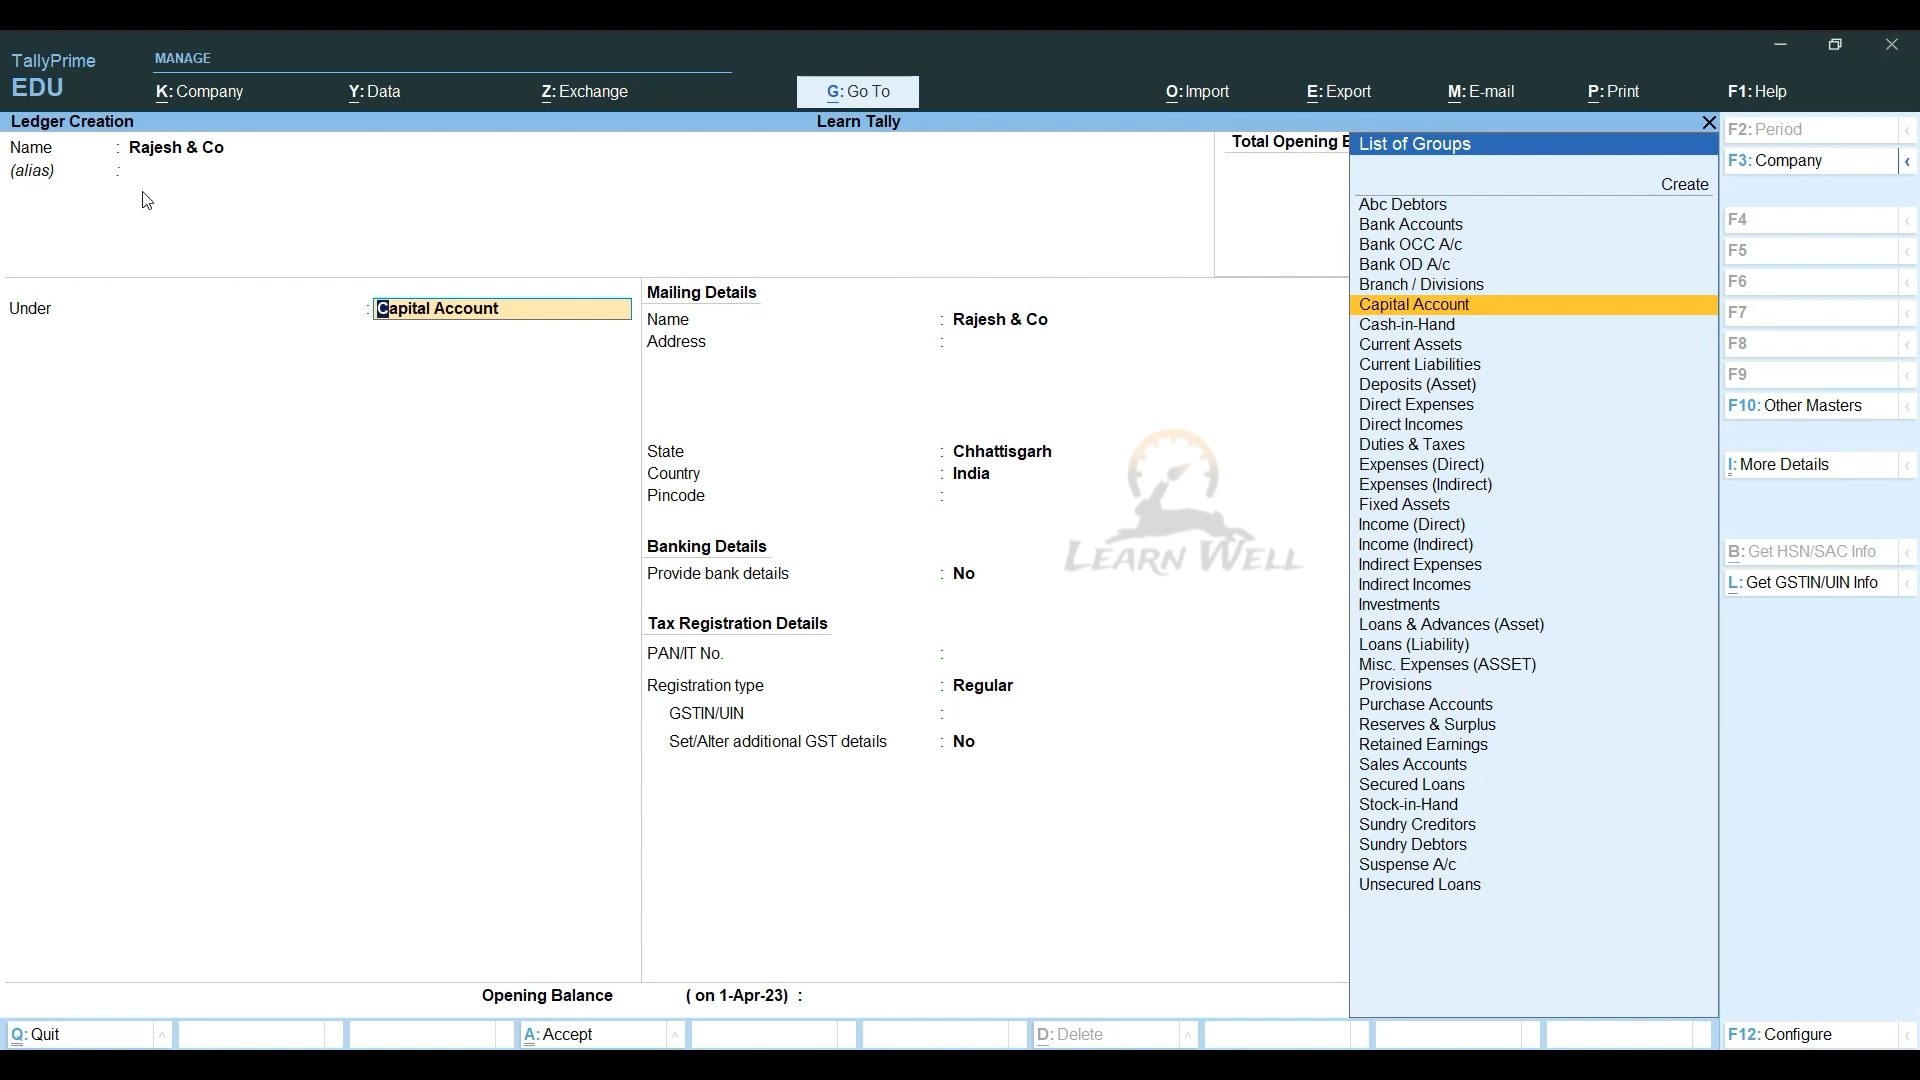 TallyPrime
EDU
MANAGE
K: Company
Y: Data
Z: Exchange
G: Go To
O: Import
E: Export
M: E-mail
P: Print
F1: Help
Ledger Creation
Learn Tally
Name : Rajesh & Co
(alias) :
Total Opening B
Under : Capital Account
Mailing Details
Name : Rajesh & Co
Address :
State : Chhattisgarh
Country : India
Pincode :
Banking Details
Provide bank details : No
Tax Registration Details
PAN/IT No. :
Registration type : Regular
GSTIN/UIN :
Set/Alter additional GST details : No
LEARN WELL
Opening Balance ( on 1-Apr-23) :
List of Groups
Create
Abc Debtors
Bank Accounts
Bank OCC A/c
Bank OD A/c
Branch / Divisions
Capital Account
Cash-in-Hand
Current Assets
Current Liabilities
Deposits (Asset)
Direct Expenses
Direct Incomes
Duties & Taxes
Expenses (Direct)
Expenses (Indirect)
Fixed Assets
Income (Direct)
Income (Indirect)
Indirect Expenses
Indirect Incomes
Investments
Loans & Advances (Asset)
Loans (Liability)
Misc. Expenses (ASSET)
Provisions
Purchase Accounts
Reserves & Surplus
Retained Earnings
Sales Accounts
Secured Loans
Stock-in-Hand
Sundry Creditors
Sundry Debtors
Suspense A/c
Unsecured Loans
F2: Period
F3: Company
F4
F5
F6
F7
F8
F9
F10: Other Masters
I: More Details
B: Get HSN/SAC Info
L: Get GSTIN/UIN Info
Q: Quit
A: Accept
D: Delete
F12: Configure